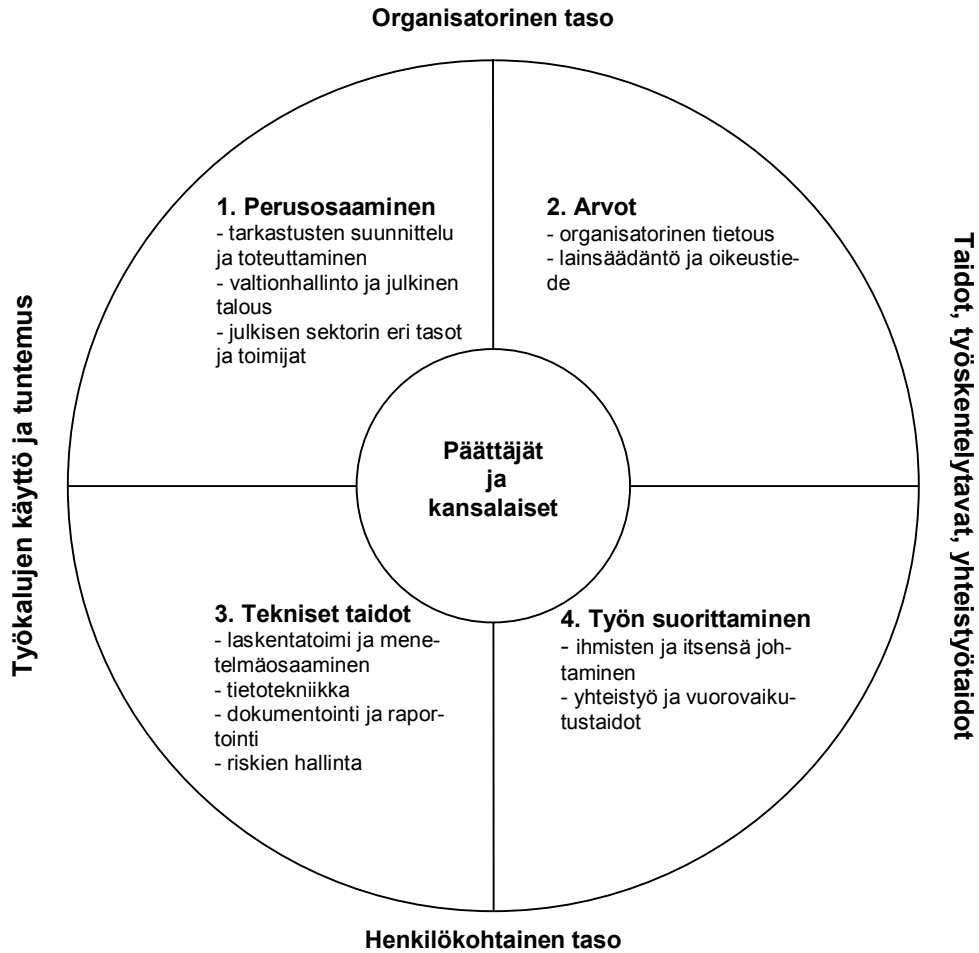 Organisatorinen taso
Työkalujen käyttö ja tuntemus
1. Perusosaaminen
- tarkastusten suunnittelu
ja toteuttaminen
- valtionhallinto ja julkinen
talous
- julkisen sektorin eri tasot
ja toimijat
2. Arvot
- organisatorinen tietous
- lainsäädäntö ja oikeustie-
de
Taidot, työskentelytavat, yhteistyötaidot
Päättäjät
ja
kansalaiset
3. Tekniset taidot
- laskentatoimi ja mene-
telmäosaaminen
- tietotekniikka
- dokumentointi ja rapor-
tointi
- riskien hallinta
4. Työn suorittaminen
- ihmisten ja itsensä joh-
taminen
- yhteistyö ja vuorovaiku-
tustaidot
Henkilökohtainen taso